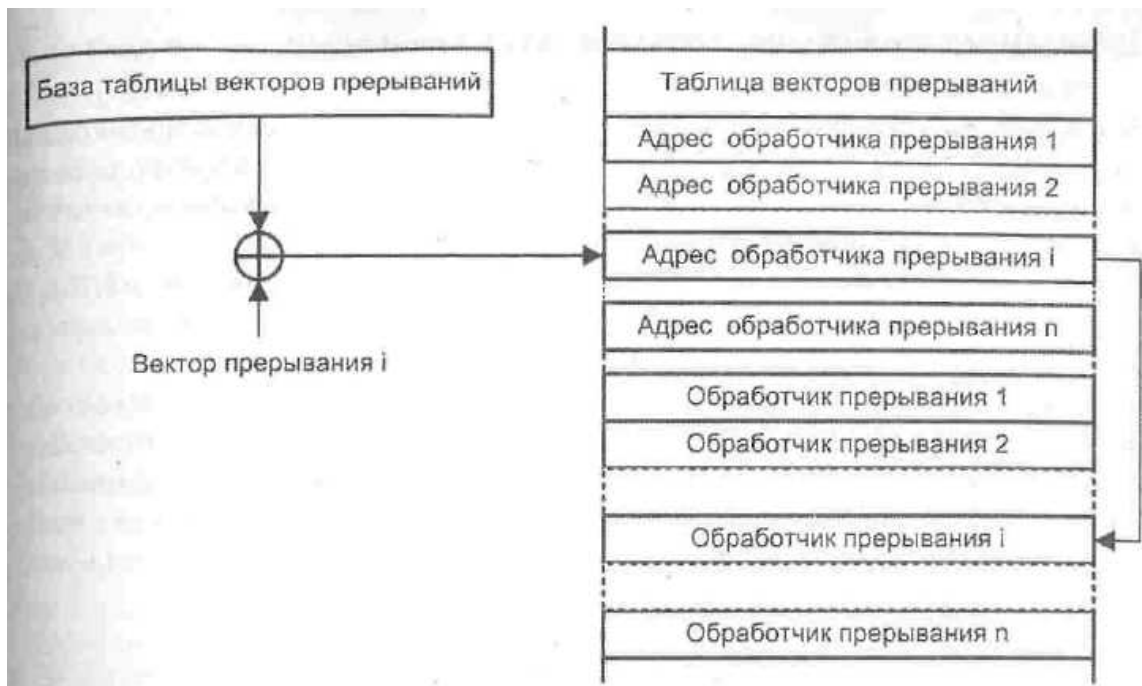 База таблицы векторов прерываний
Вектор прерывания i
Таблица векторов прерываний
Адрес обработчика прерывания 1
Адрес обработчика прерывания 2
Адрес обработчика прерывания i
Адрес обработчика прерывания n
Обработчик прерывания 1
Обработчик прерывания 2
Обработчик прерывания i
Обработчик прерывания n